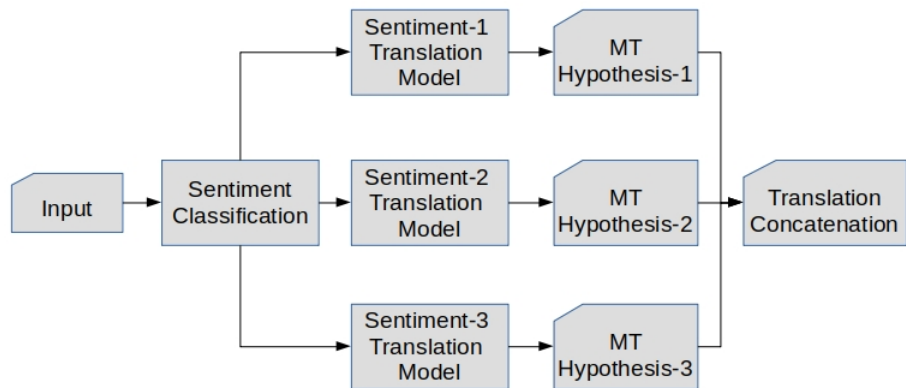 Input
Sentiment
Classification
Sentiment-1
Translation
Model
MT
Hypothesis-1
Sentiment-2
Translation
Model
MT
Hypothesis-2
Sentiment-3
Translation
Model
MT
Hypothesis-3
Translation
Concatenation